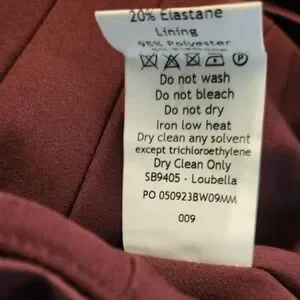 20% Elastane
Lining
95% Polyester
Do not wash
Do not bleach
Do not dry
Iron low heat
Dry clean any solvent
except trichloroethylene
Dry Clean Only
SB9405 - Loubella
PO 050923BW09MM
009